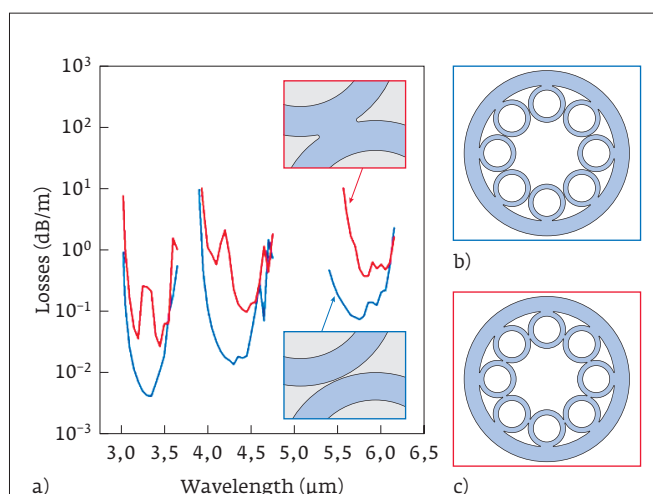 10³
10²
10¹
10⁰
10⁻¹
10⁻²
10⁻³
Losses (dB/m)
3,0 3,5 4,0 4,5 5,0 5,5 6,0 6,5
a) Wavelength (µm)
b)
c)